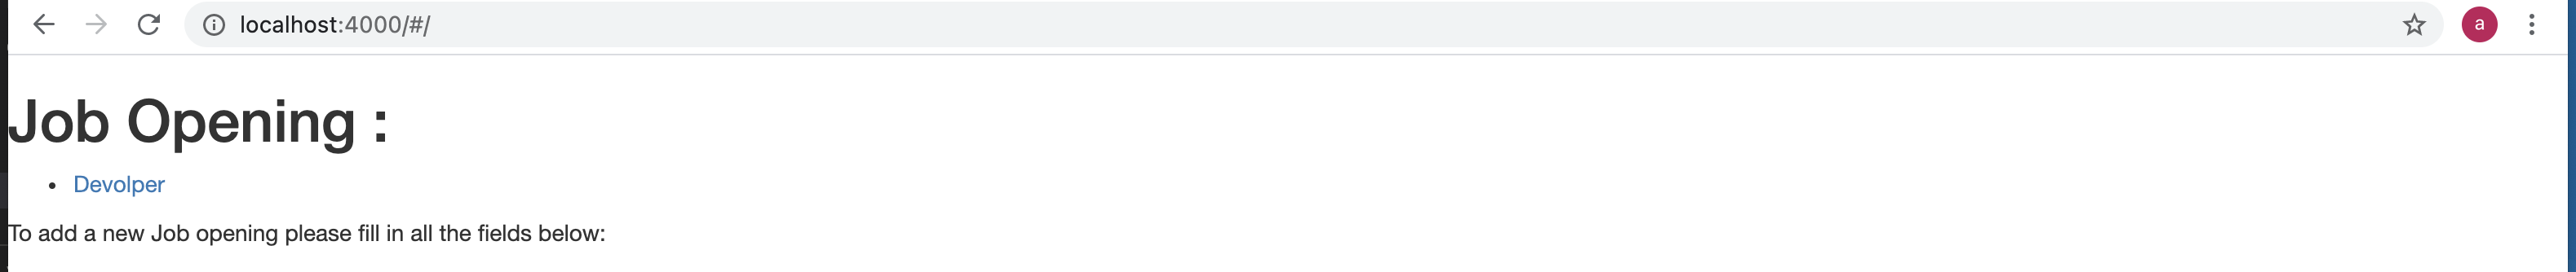 localhost:4000/#/
a
Job Opening :
Devolper
To add a new Job opening please fill in all the fields below: